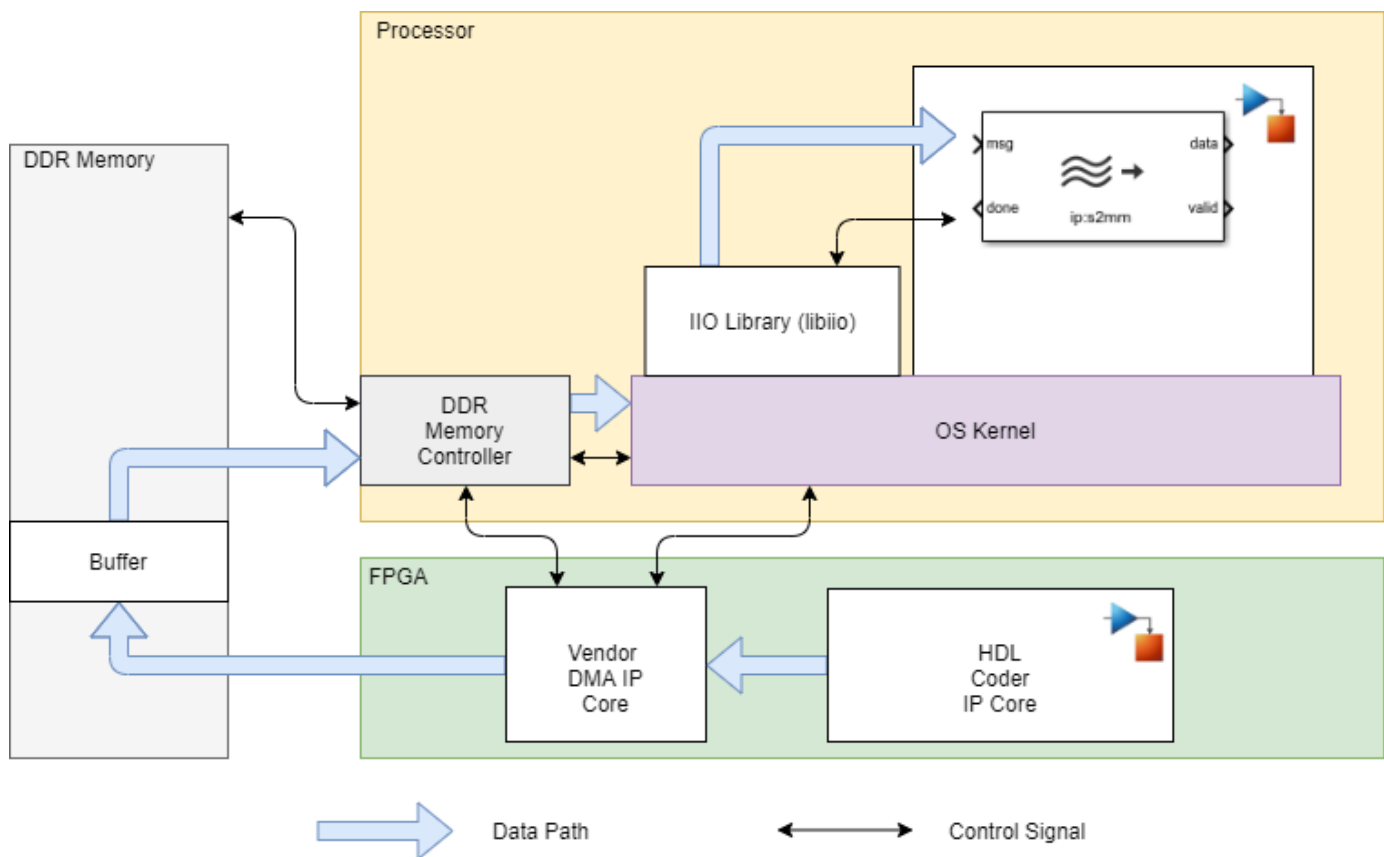 Processor
DDR Memory
msg
data
done
valid
ip:s2mm
IIO Library (libiio)
DDR
Memory
Controller
OS Kernel
Buffer
FPGA
Vendor
DMA IP
Core
HDL
Coder
IP Core
Data Path
Control Signal